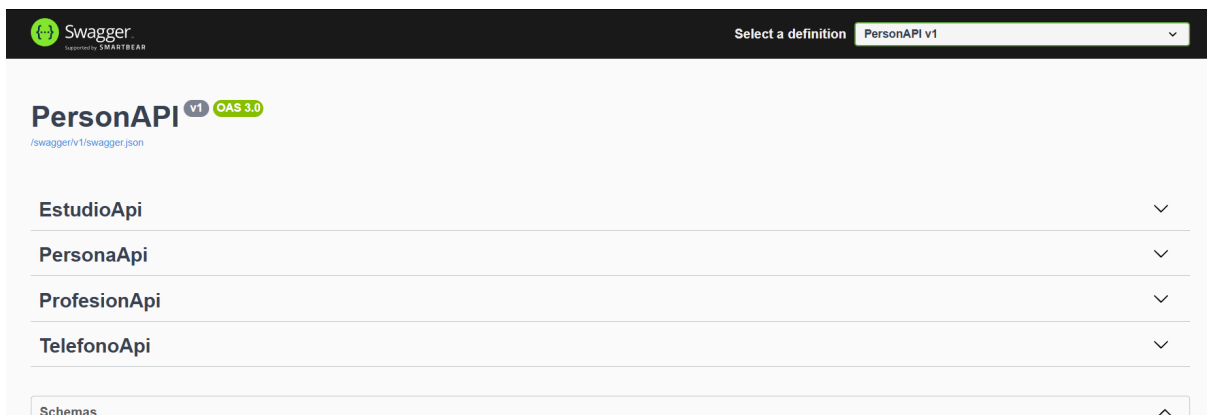 Swagger.
Supported by SMARTBEAR
Select a definition
PersonAPI v1
PersonAPI v1 OAS 3.0
/swagger/v1/swagger.json
EstudioApi
PersonaApi
ProfesionApi
TelefonoApi
Schemas